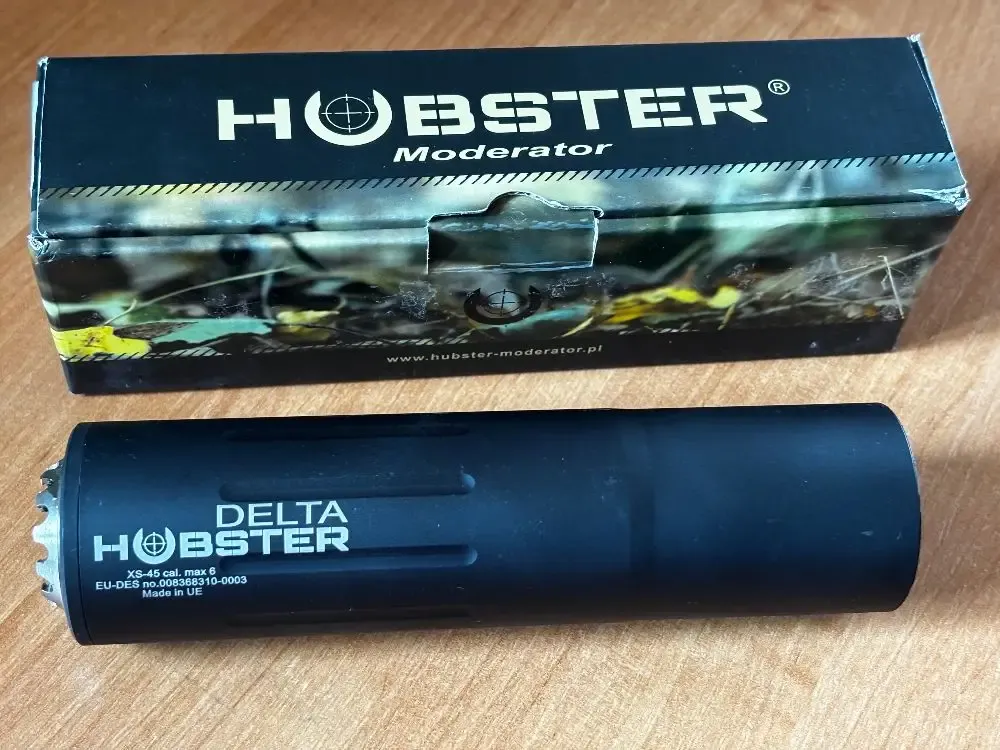 HUBSTER®
Moderator
www.hubster-moderator.pl
DELTA
HUBSTER
XS-45 cal. max 6
EU-DES no.008368310-0003
Made in UE